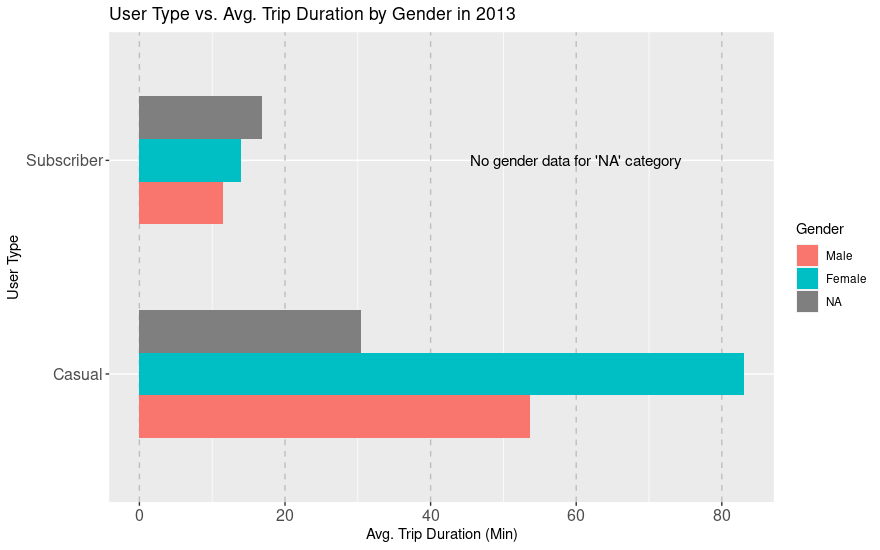 User Type vs. Avg. Trip Duration by Gender in 2013
User Type
Subscriber
Casual
No gender data for 'NA' category
0 20 40 60 80
Avg. Trip Duration (Min)
Gender
Male
Female
NA